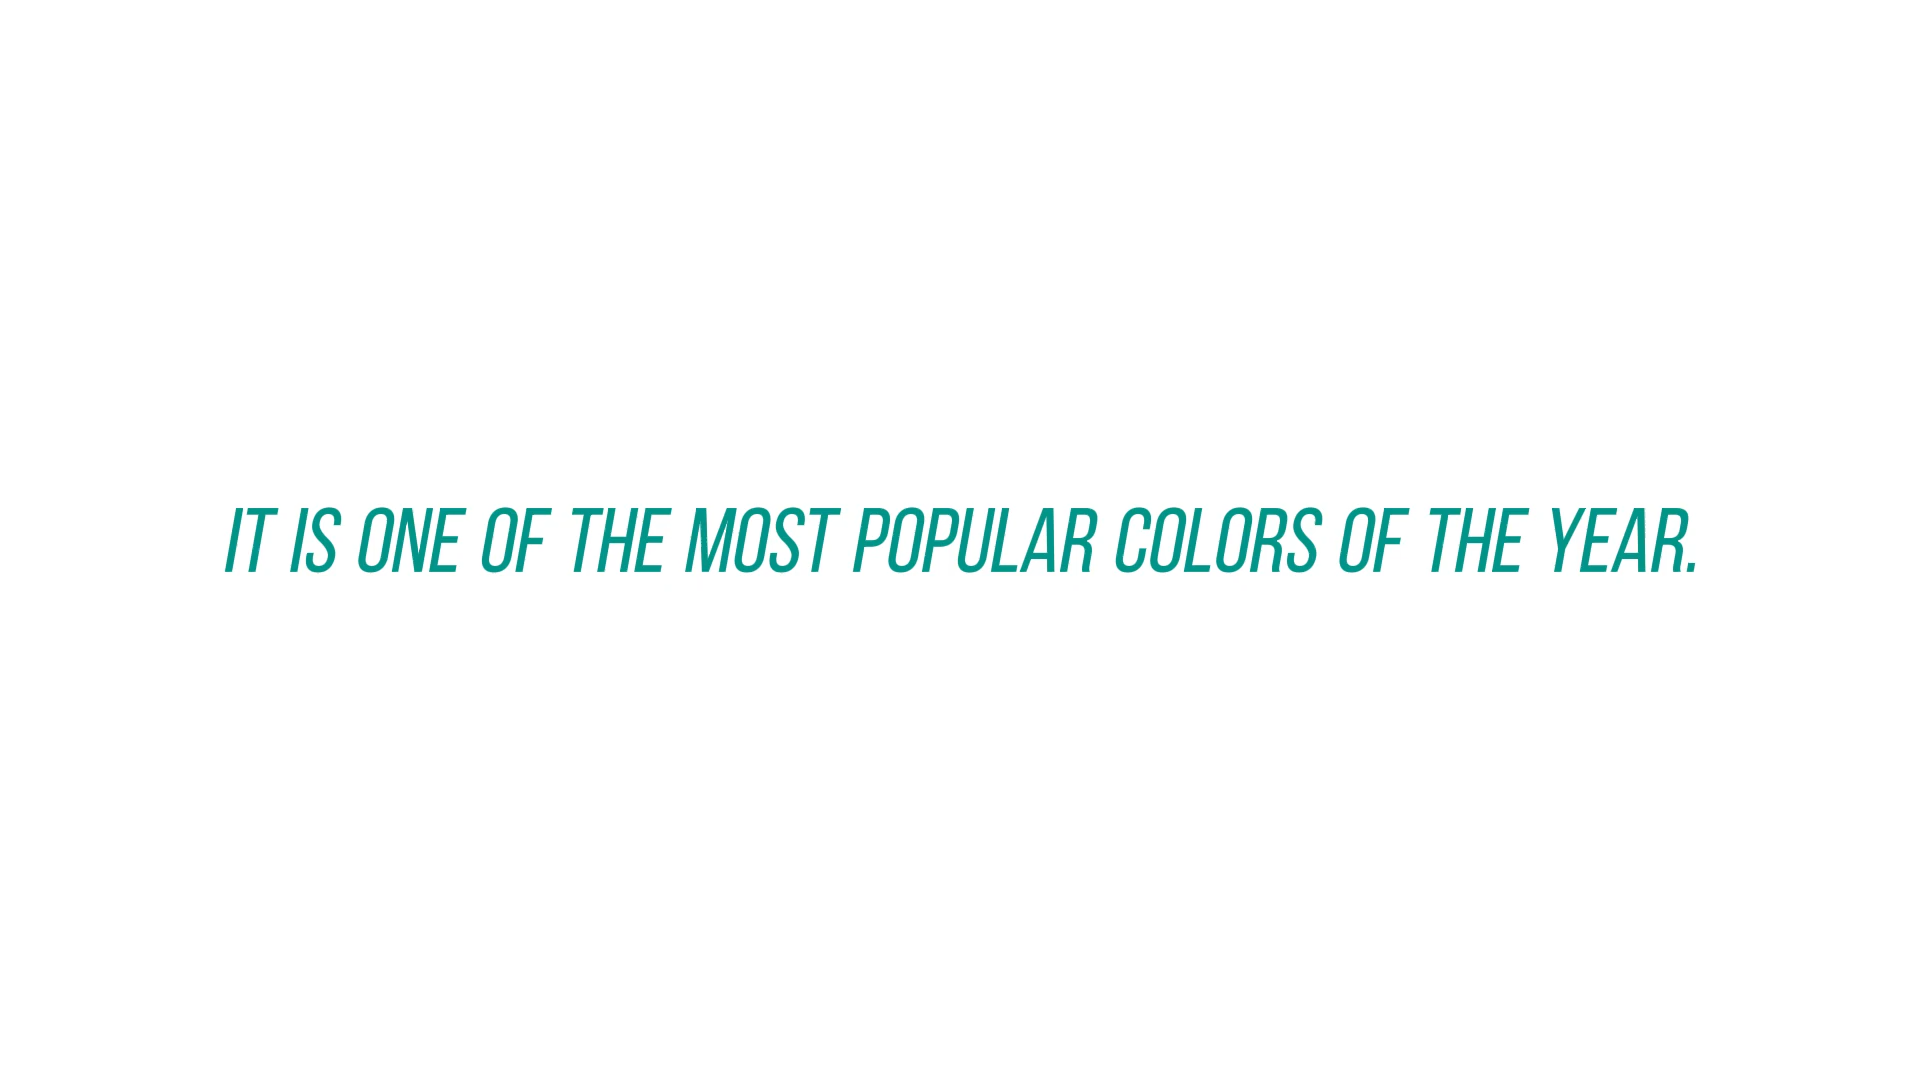 IT IS ONE OF THE MOST POPULAR COLORS OF THE YEAR.